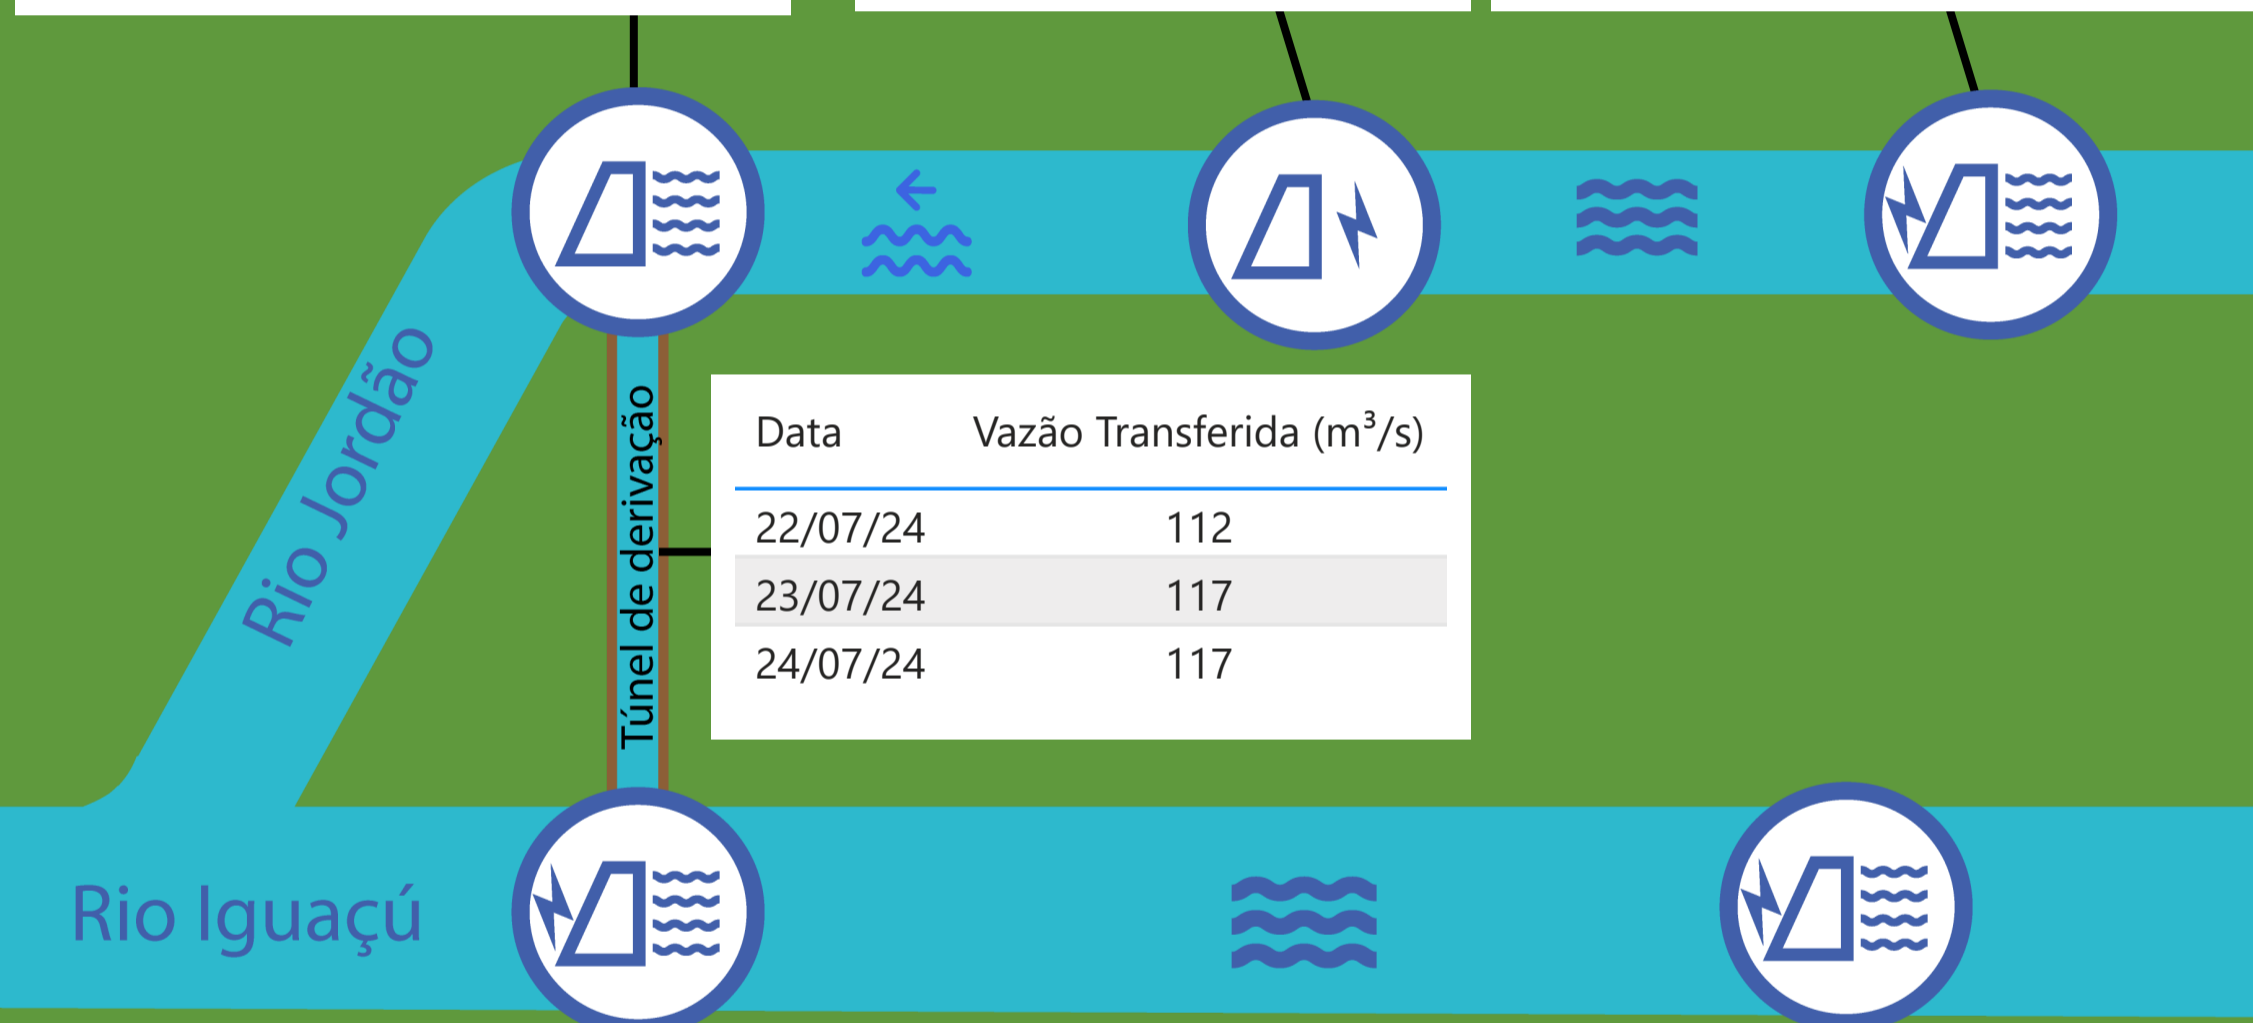 Rio Jordão
Túnel de derivação
Data Vazão Transferida (m³/s)
22/07/24 112
23/07/24 117
24/07/24 117
Rio Iguaçú